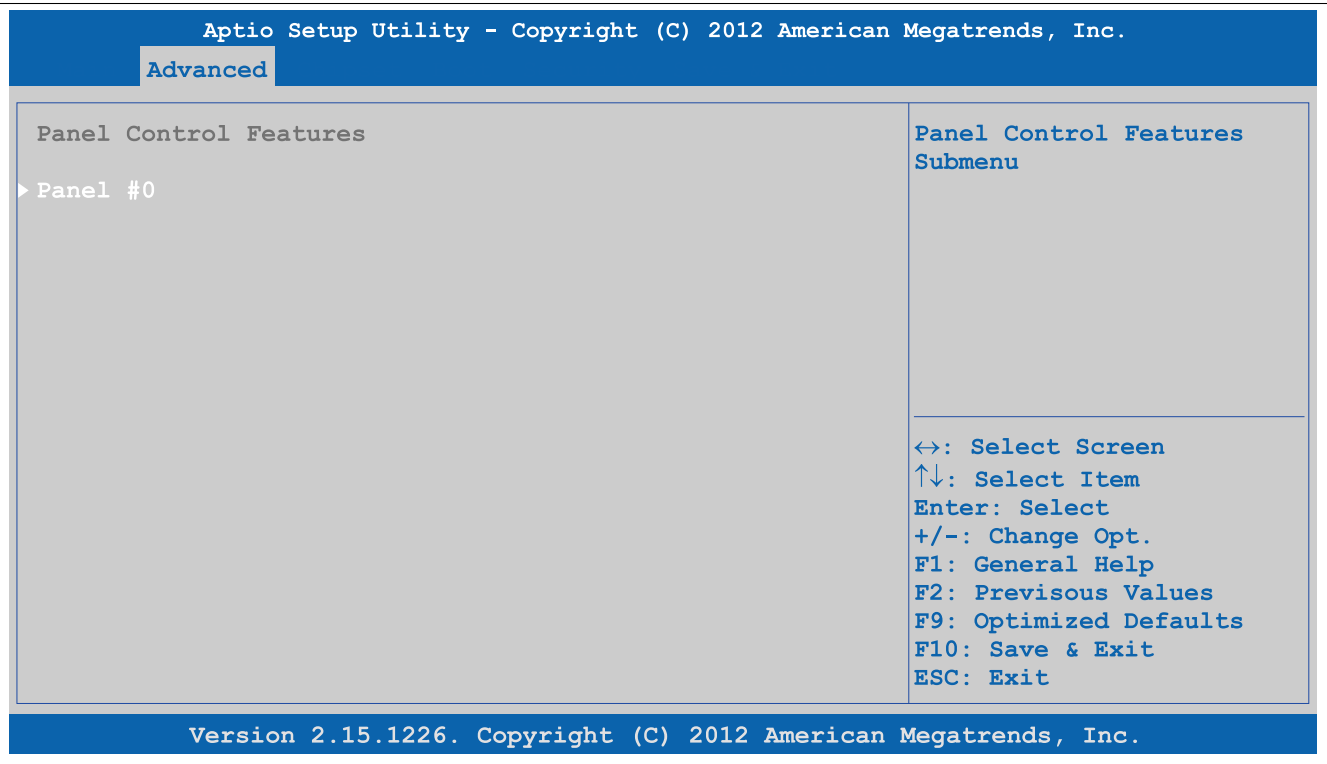 Aptio Setup Utility - Copyright (C) 2012 American Megatrends, Inc.
Advanced
Panel Control Features
Panel #0
Panel Control Features
Submenu
↔: Select Screen
↑↓: Select Item
Enter: Select
+/-: Change Opt.
F1: General Help
F2: Previsous Values
F9: Optimized Defaults
F10: Save & Exit
ESC: Exit
Version 2.15.1226. Copyright (C) 2012 American Megatrends, Inc.